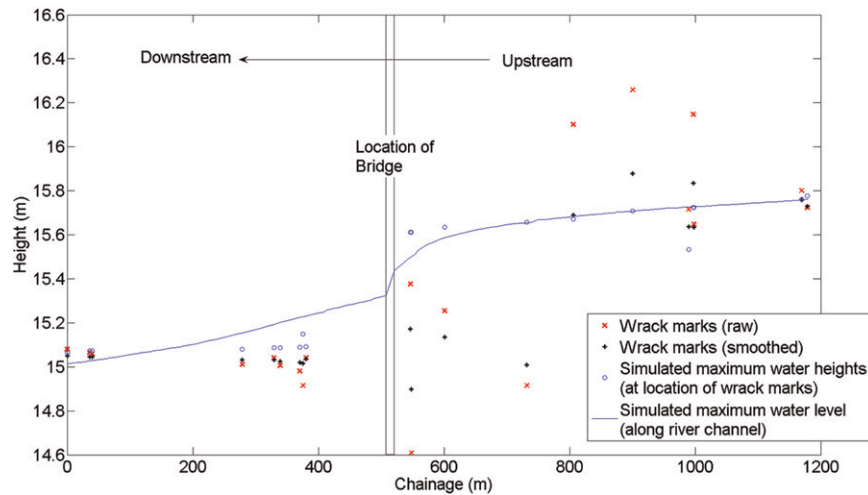 16.6
16.4
16.2
16
15.8
15.6
15.4
15.2
15
14.8
14.6
Height (m)
Downstream
Upstream
Location of
Bridge
Wrack marks (raw)
Wrack marks (smoothed)
Simulated maximum water heights
(at location of wrack marks)
Simulated maximum water level
(along river channel)
0 200 400 600 800 1000 1200
Chainage (m)